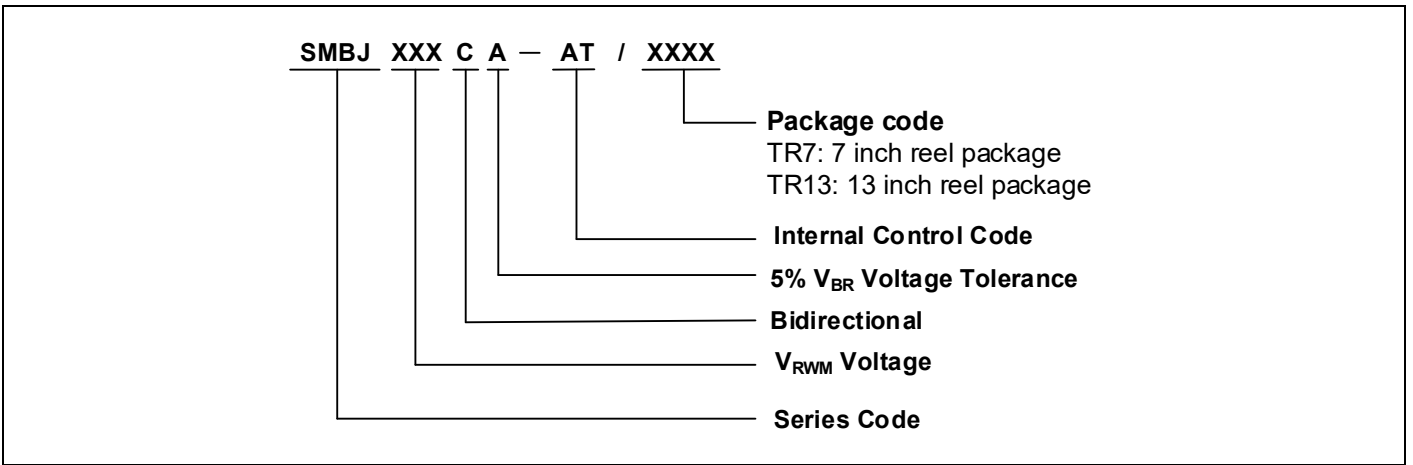 SMBJ XXX C A — AT / XXXX
Package code
TR7: 7 inch reel package
TR13: 13 inch reel package
Internal Control Code
5% VBR Voltage Tolerance
Bidirectional
VRWM Voltage
Series Code